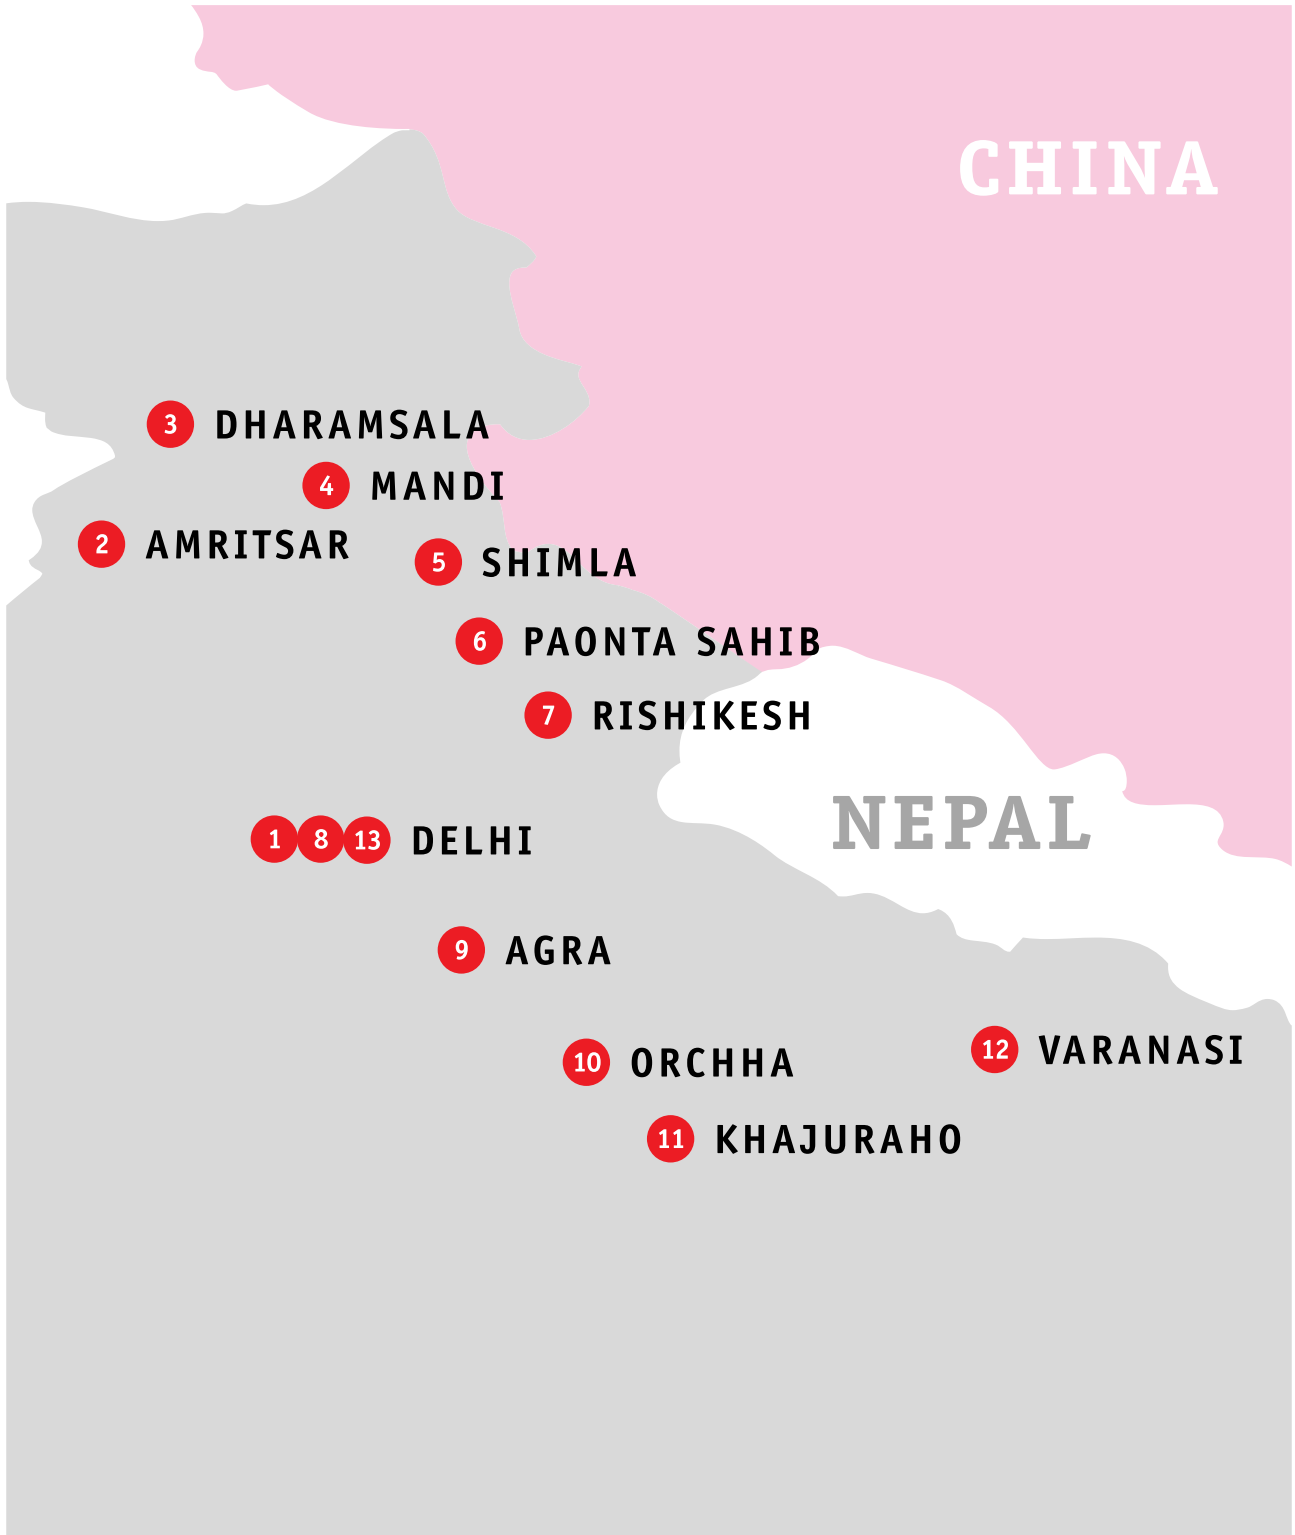 CHINA
3 DHARAMSALA
4 MANDI
2 AMRITSAR
5 SHIMLA
6 PAONTA SAHIB
7 RISHIKESH
NEPAL
1 8 13 DELHI
9 AGRA
12 VARANASI
10 ORCHHA
11 KHAJURAHO